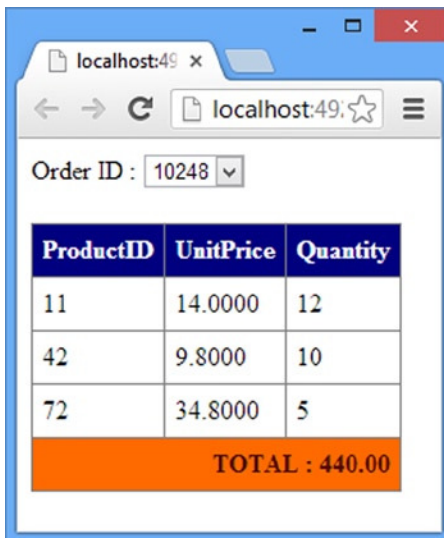 localhost:49
localhost:49
Order ID : 10248
ProductID UnitPrice Quantity
11 14.0000 12
42 9.8000 10
72 34.8000 5
TOTAL : 440.00